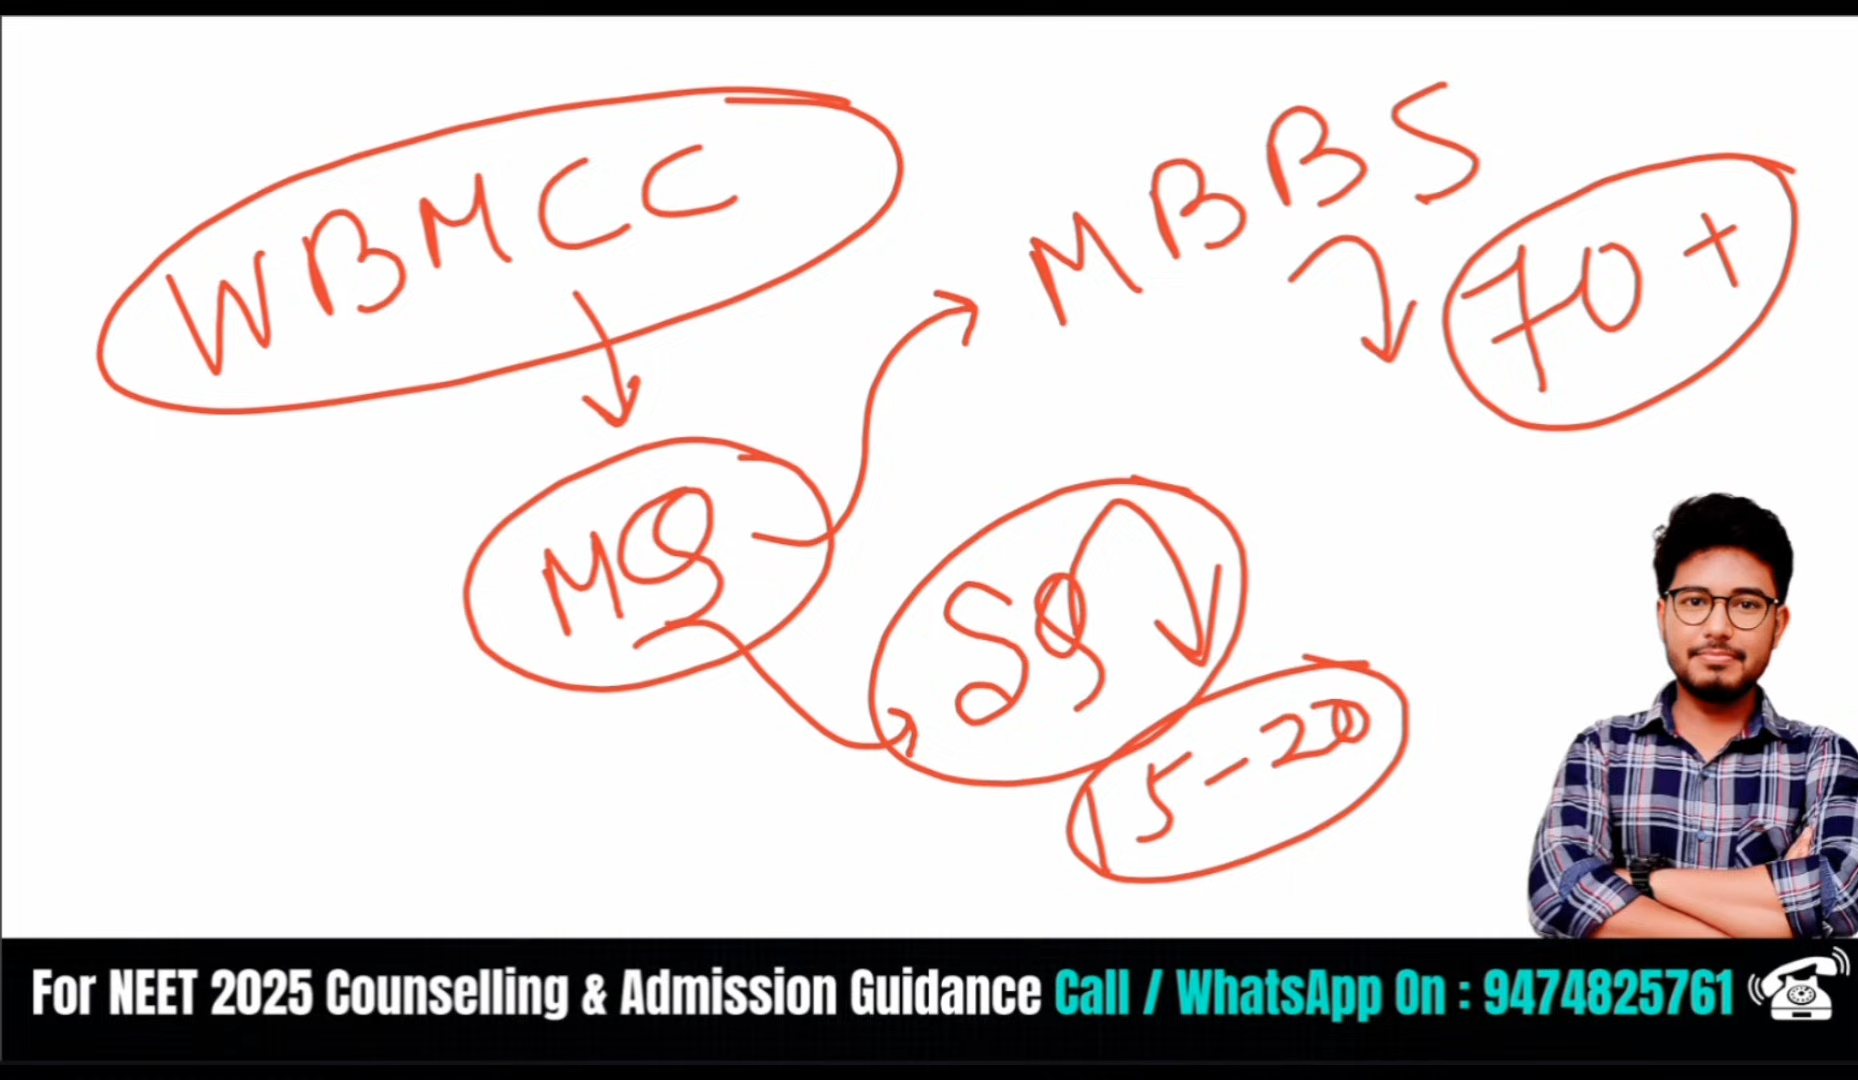 WBMCC
MBBS
70+
MQ
SQ
5-20
For NEET 2025 Counselling & Admission Guidance Call / WhatsApp On : 9474825761